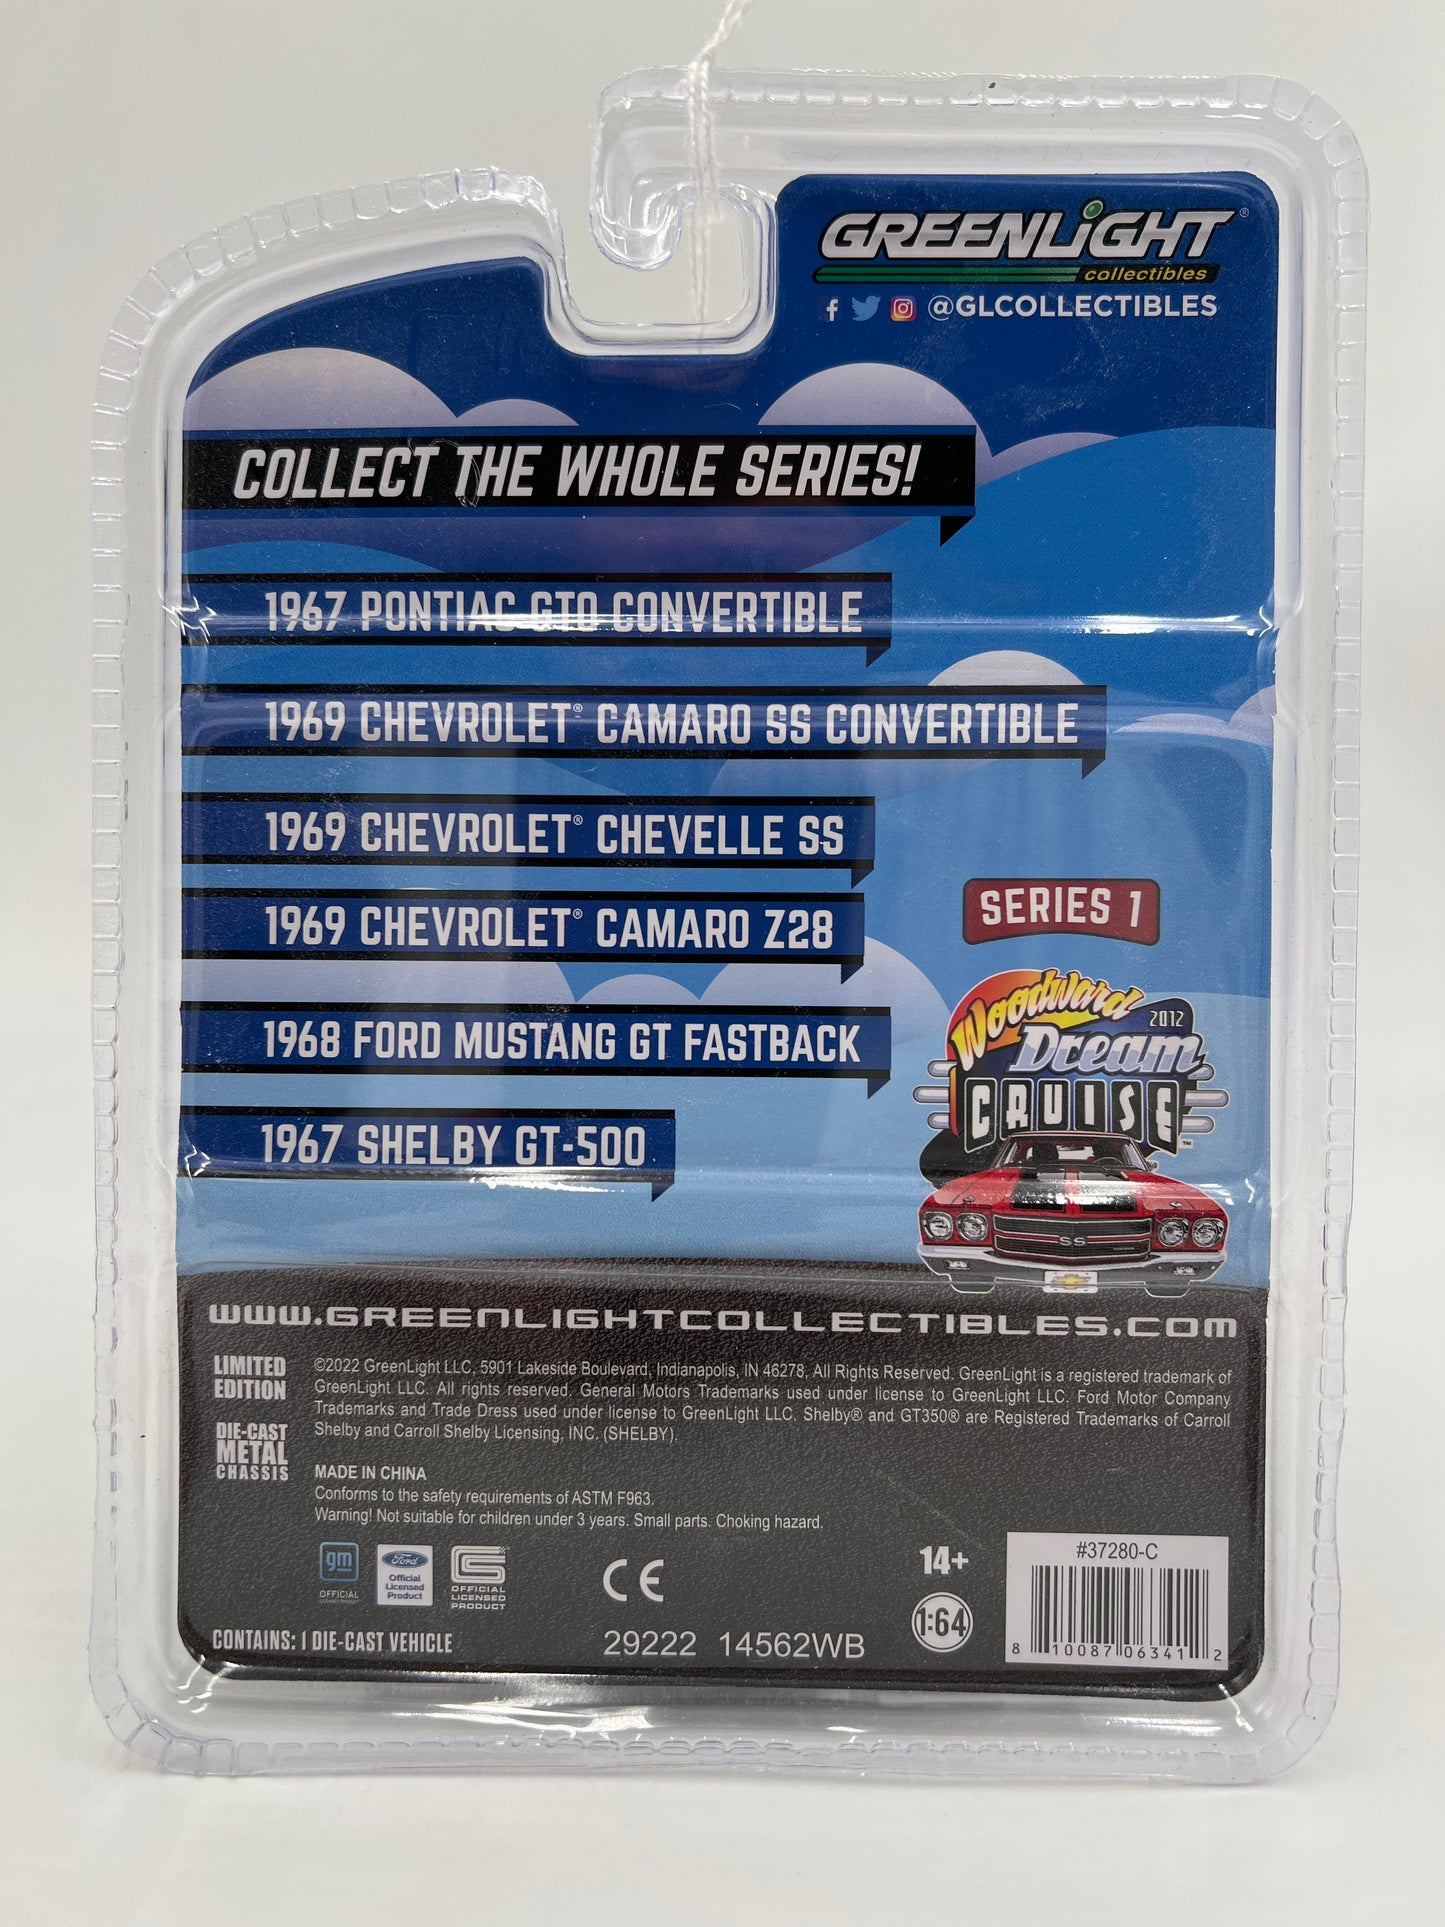 GREENLiGHT®
collectibles
@GLCOLLECTIBLES
COLLECT THE WHOLE SERIES!
1967 PONTIAC GTO CONVERTIBLE
1969 CHEVROLET® CAMARO SS CONVERTIBLE
1969 CHEVROLET® CHEVELLE SS
1969 CHEVROLET® CAMARO Z28
1968 FORD MUSTANG GT FASTBACK
1967 SHELBY GT-500
SERIES 1
Woodward
2012
Dream
CRUISE™
SS
WWW.GREENLIGHTCOLLECTIBLES.COM
LIMITED
EDITION
DIE-CAST
METAL
CHASSIS
©2022 GreenLight LLC, 5901 Lakeside Boulevard, Indianapolis, IN 46278, All Rights Reserved. GreenLight is a registered trademark of
GreenLight LLC. All rights reserved. General Motors Trademarks used under license to GreenLight LLC. Ford Motor Company
Trademarks and Trade Dress used under license to GreenLight LLC. Shelby® and GT350® are Registered Trademarks of Carroll
Shelby and Carroll Shelby Licensing, INC. (SHELBY).
MADE IN CHINA
Conforms to the safety requirements of ASTM F963.
Warning! Not suitable for children under 3 years. Small parts. Choking hazard.
gm
OFFICIAL
LICENSED PRODUCT
Ford
Official
Licensed
Product
CS
OFFICIAL
LICENSED
PRODUCT
CE
14+
1:64
#37280-C
8 10087 06341 2
CONTAINS: 1 DIE-CAST VEHICLE
29222 14562WB